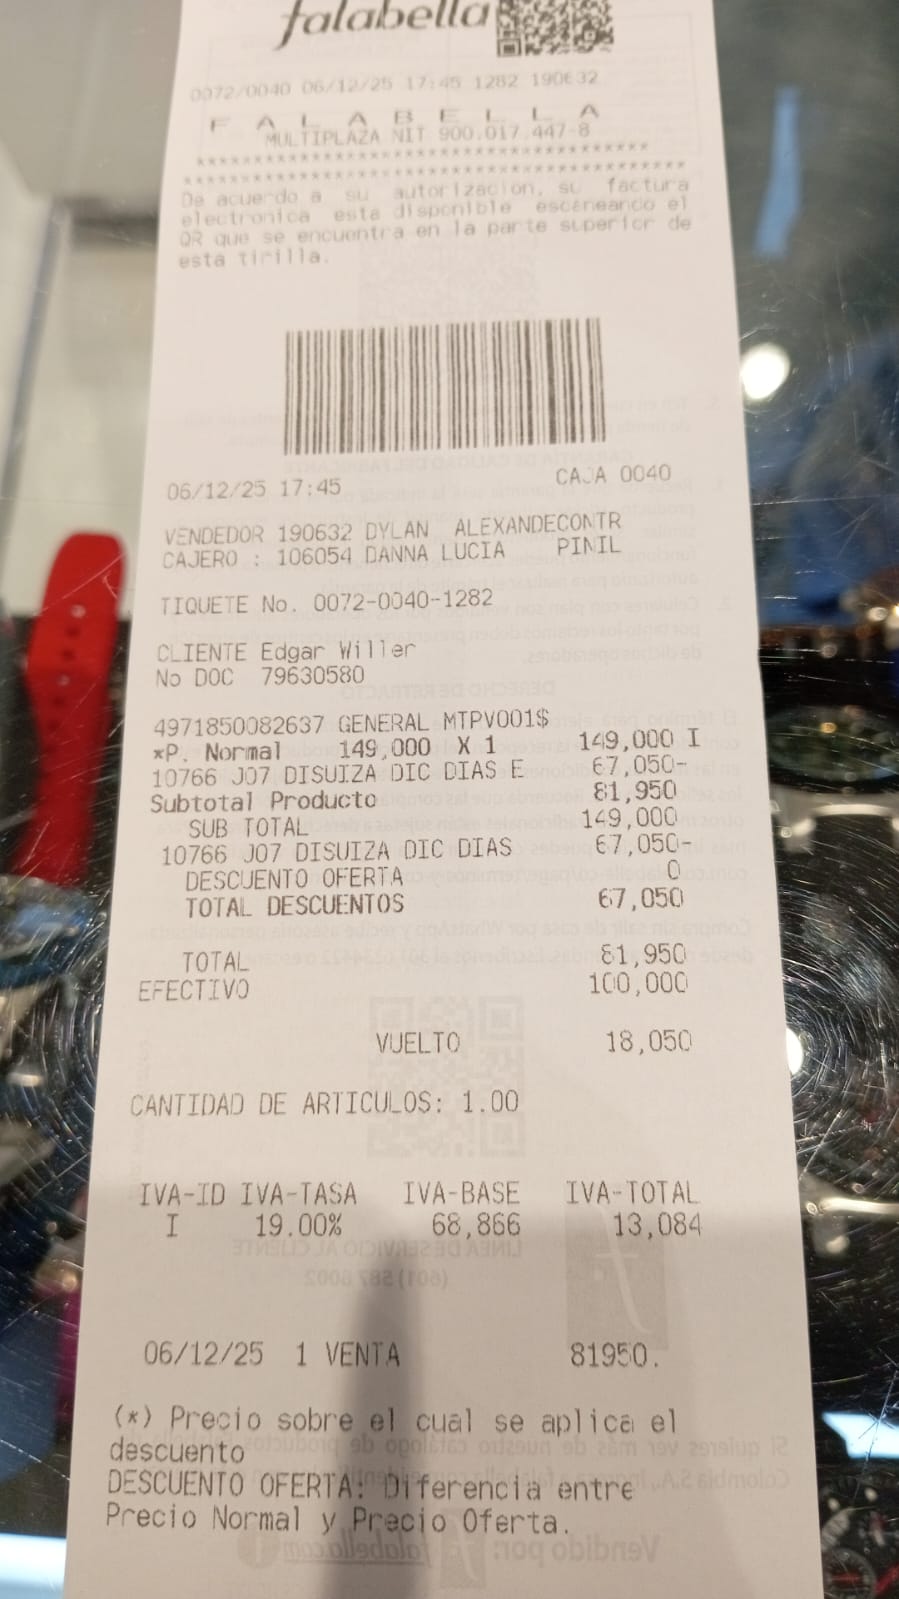 falabella
0072/0040 06/12/25 17:45 1282 190632
F A L A B E L L A
MULTIPLAZA NIT 900.017.447-8
De acuerdo a su autorizacion, su factura
electronica esta disponible escaneando el
QR que se encuentra en la parte superior de
esta tirilla.
06/12/25 17:45 CAJA 0040
VENDEDOR 190632 DYLAN ALEXANDECONTR
CAJERO : 106054 DANNA LUCIA PINIL
TIQUETE No. 0072-0040-1282
CLIENTE Edgar Willer
No DOC 79630580
4971850082637 GENERAL MTPV001$
*P. Normal 149,000 X 1 149,000 I
10766 J07 DISUIZA DIC DIAS E 67,050-
Subtotal Producto 81,950
SUB TOTAL 149,000
10766 J07 DISUIZA DIC DIAS 67,050-
DESCUENTO OFERTA 0
TOTAL DESCUENTOS 67,050
TOTAL 81,950
EFECTIVO 100,000
VUELTO 18,050
CANTIDAD DE ARTICULOS: 1.00
IVA-ID IVA-TASA IVA-BASE IVA-TOTAL
I 19.00% 68,866 13,084
06/12/25 1 VENTA 81950.
(*) Precio sobre el cual se aplica el
descuento
DESCUENTO OFERTA: Diferencia entre
Precio Normal y Precio Oferta.